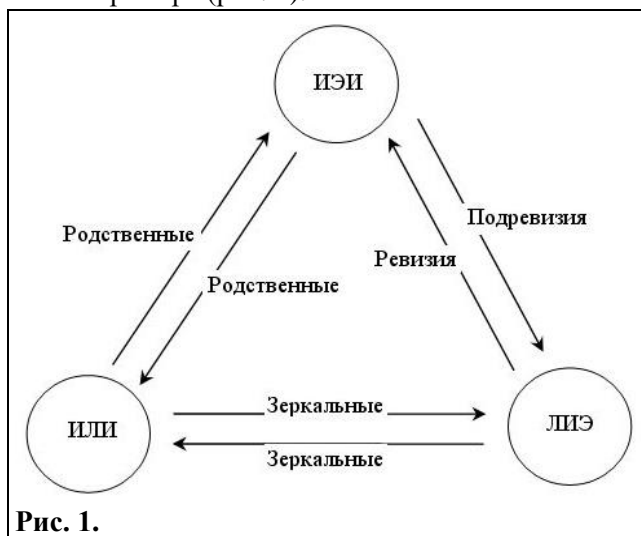 ИЭИ
Подревизия
Родственные
Ревизия
Родственные
Зеркальные
ИЛИ
ЛИЭ
Зеркальные
Рис. 1.